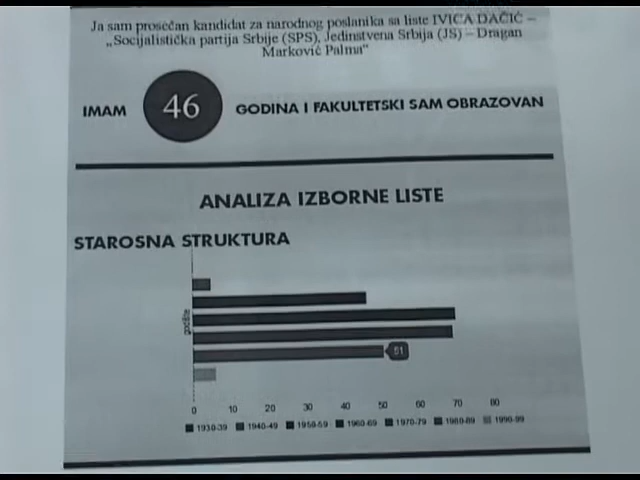 Ja sam prosečan kandidat za narodnog poslanika sa liste IVICA DAČIĆ –
„Socijalistička partija Srbije (SPS), Jedinstvena Srbija (JS) – Dragan
Marković Palma"
IMAM 46 GODINA I FAKULTETSKI SAM OBRAZOVAN
ANALIZA IZBORNE LISTE
STAROSNA STRUKTURA
godište
51
0 10 20 30 40 50 60 70 80
1930-39 1940-49 1950-59 1960-69 1970-79 1980-89 1990-99